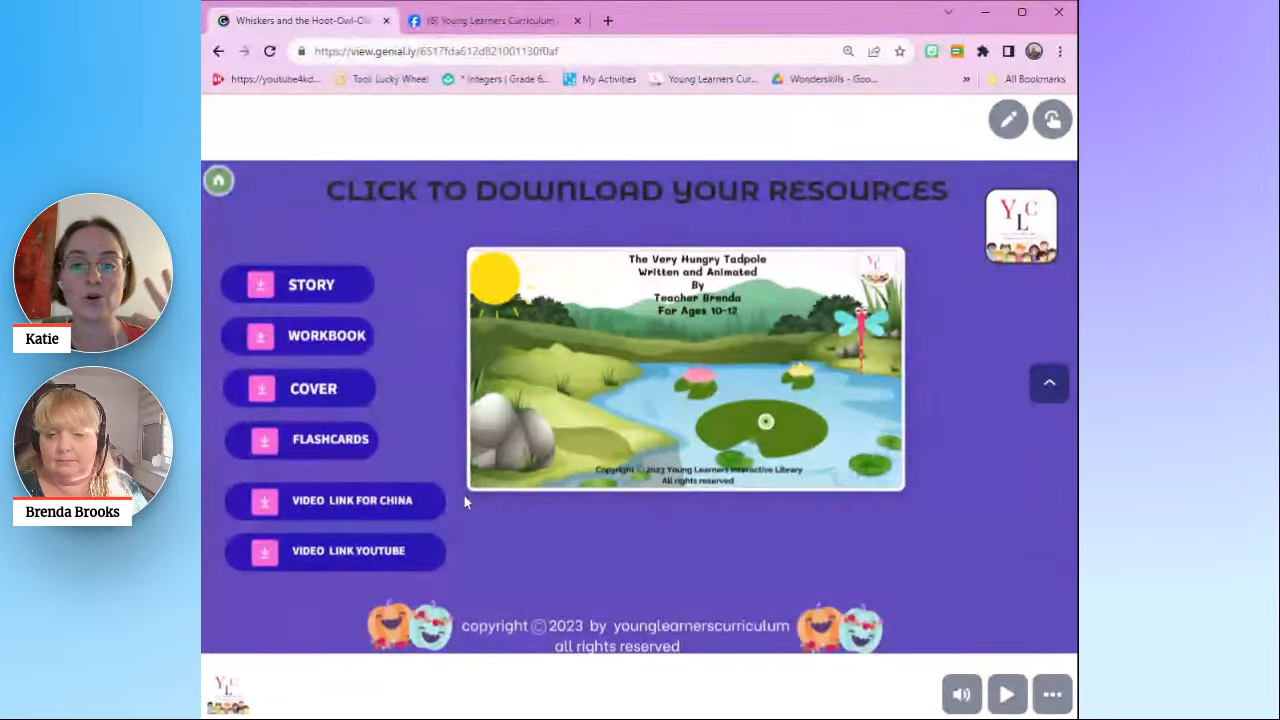 Whiskers and the Hoot-Owl-Ol
(6) Young Learners Curriculum
https://view.genial.ly/6517fda612d821001130f0af
https://youtube4kd...
Tool: Lucky Wheel
* Integers | Grade 6...
My Activities
Young Learners Cur...
Wonderskills - Goo...
»
All Bookmarks
CLICK TO DOWNLOAD YOUR RESOURCES
Y L C
STORY
WORKBOOK
COVER
FLASHCARDS
VIDEO LINK FOR CHINA
VIDEO LINK YOUTUBE
The Very Hungry Tadpole
Written and Animated
By
Teacher Brenda
For Ages 10-12
Copyright © 2023 Young Learners Interactive Library
All rights reserved
copyright © 2023 by younglearnerscurriculum
all rights reserved
Y L C
Katie
Brenda Brooks